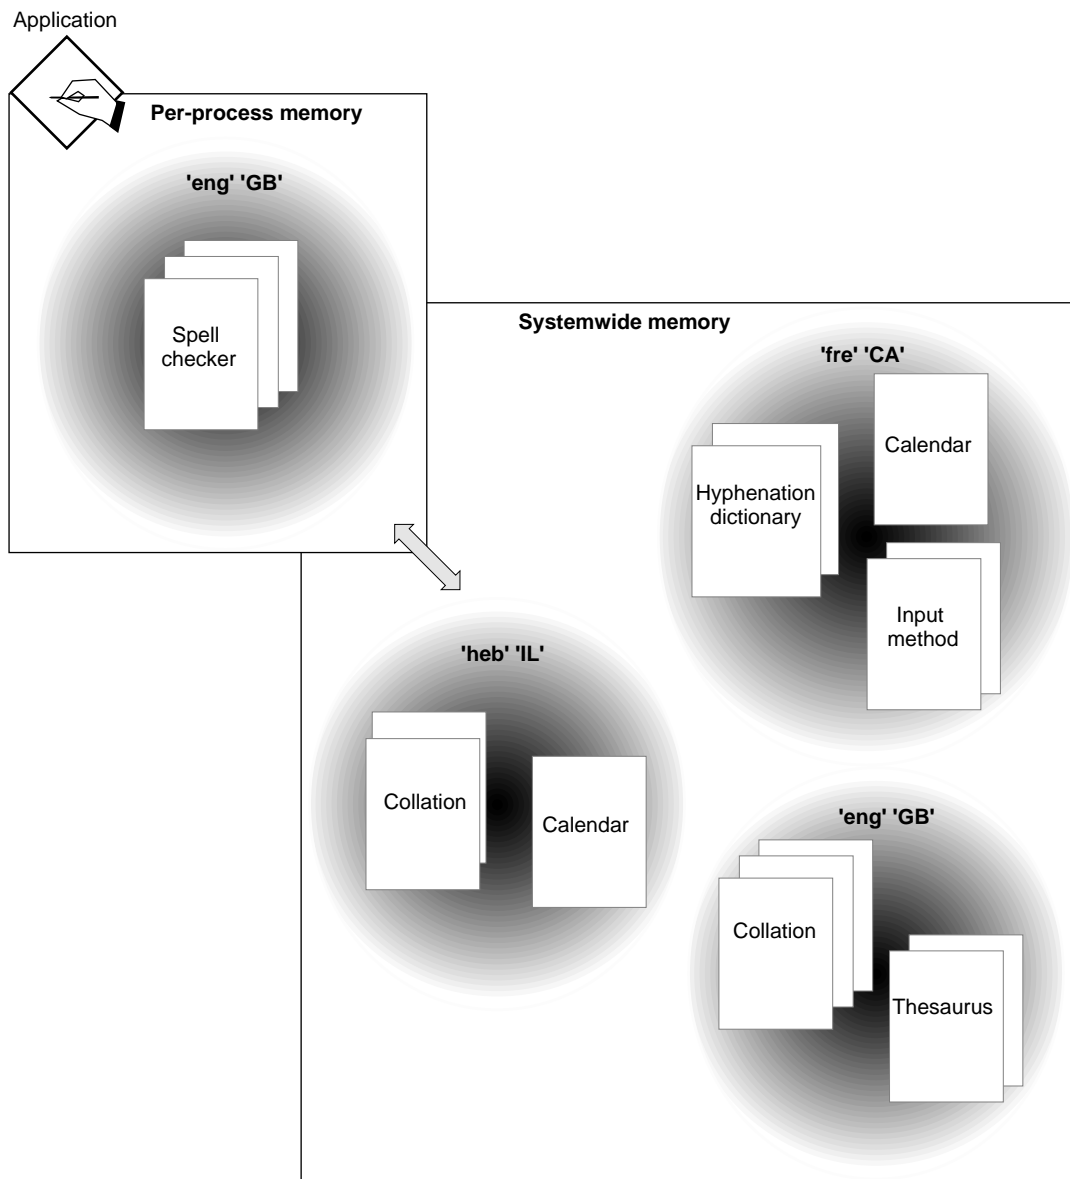 Application
Per-process memory
'eng' 'GB'
Spell
checker
Systemwide memory
'fre' 'CA'
Calendar
Hyphenation
dictionary
Input
method
'heb' 'IL'
Collation
Calendar
'eng' 'GB'
Collation
Thesaurus